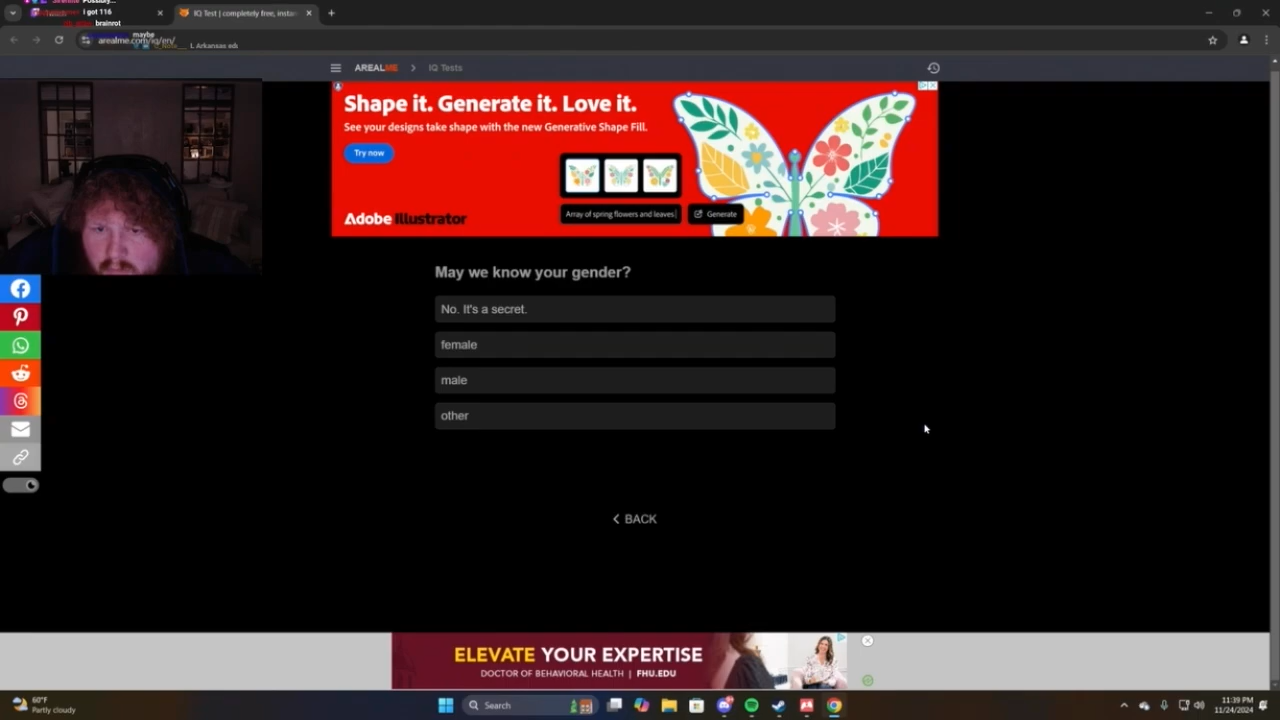 i got 116
brainrot
maybe
L Arkansas edu
IQ Test | completely free, instan
arealme.com/iq/en/
AREALME > IQ Tests
Shape it. Generate it. Love it.
See your designs take shape with the new Generative Shape Fill.
Try now
Array of spring flowers and leaves
Generate
Adobe Illustrator
May we know your gender?
No. It's a secret.
female
male
other
BACK
ELEVATE YOUR EXPERTISE
DOCTOR OF BEHAVIORAL HEALTH | FHU.EDU
60°F
Partly cloudy
Search
11:39 PM
11/24/2024